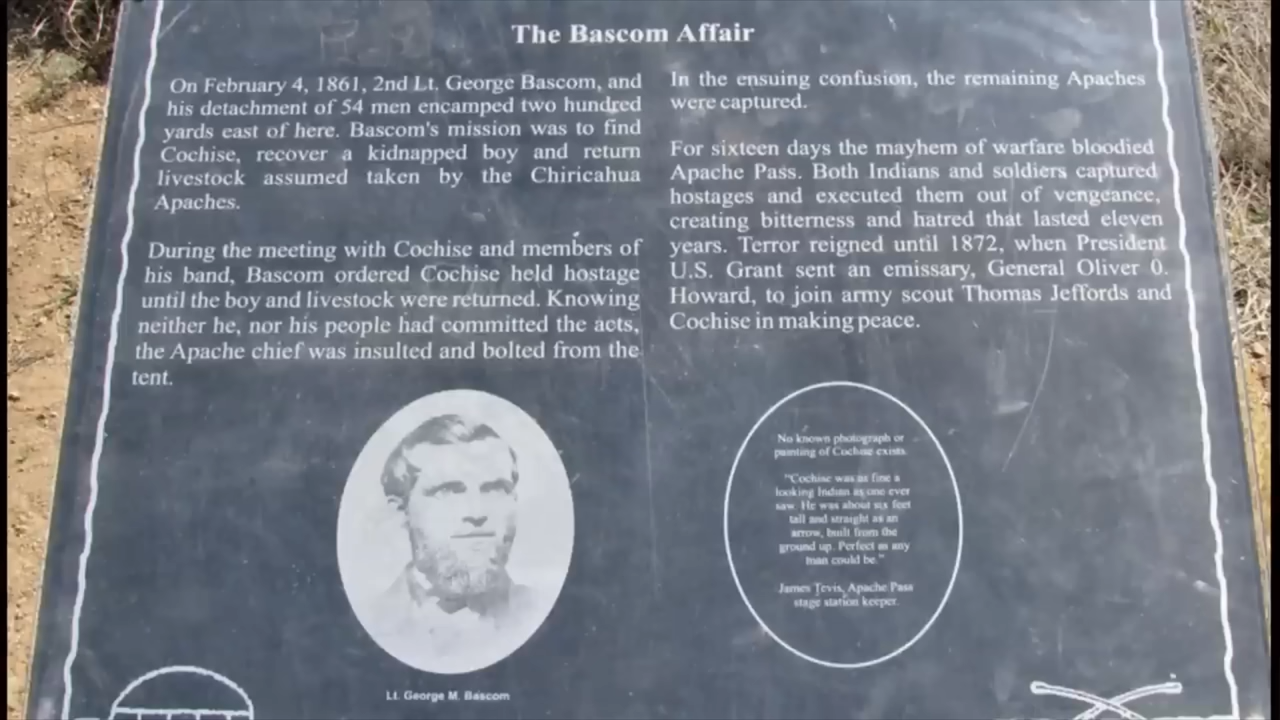 The Bascom Affair
On February 4, 1861, 2nd Lt. George Bascom, and
his detachment of 54 men encamped two hundred
yards east of here. Bascom's mission was to find
Cochise, recover a kidnapped boy and return
livestock assumed taken by the Chiricahua
Apaches.
During the meeting with Cochise and members of
his band, Bascom ordered Cochise held hostage
until the boy and livestock were returned. Knowing
neither he, nor his people had committed the acts,
the Apache chief was insulted and bolted from the
tent.
In the ensuing confusion, the remaining Apaches
were captured.
For sixteen days the mayhem of warfare bloodied
Apache Pass. Both Indians and soldiers captured
hostages and executed them out of vengeance,
creating bitterness and hatred that lasted eleven
years. Terror reigned until 1872, when President
U.S. Grant sent an emissary, General Oliver 0.
Howard, to join army scout Thomas Jeffords and
Cochise in making peace.
Lt. George M. Bascom
No known photograph or
painting of Cochise exists.
"Cochise was as fine a
looking Indian as one ever
saw. He was about six feet
tall and straight as an
arrow, built from the
ground up. Perfect as any
man could be."
James Tevis, Apache Pass
stage station keeper.